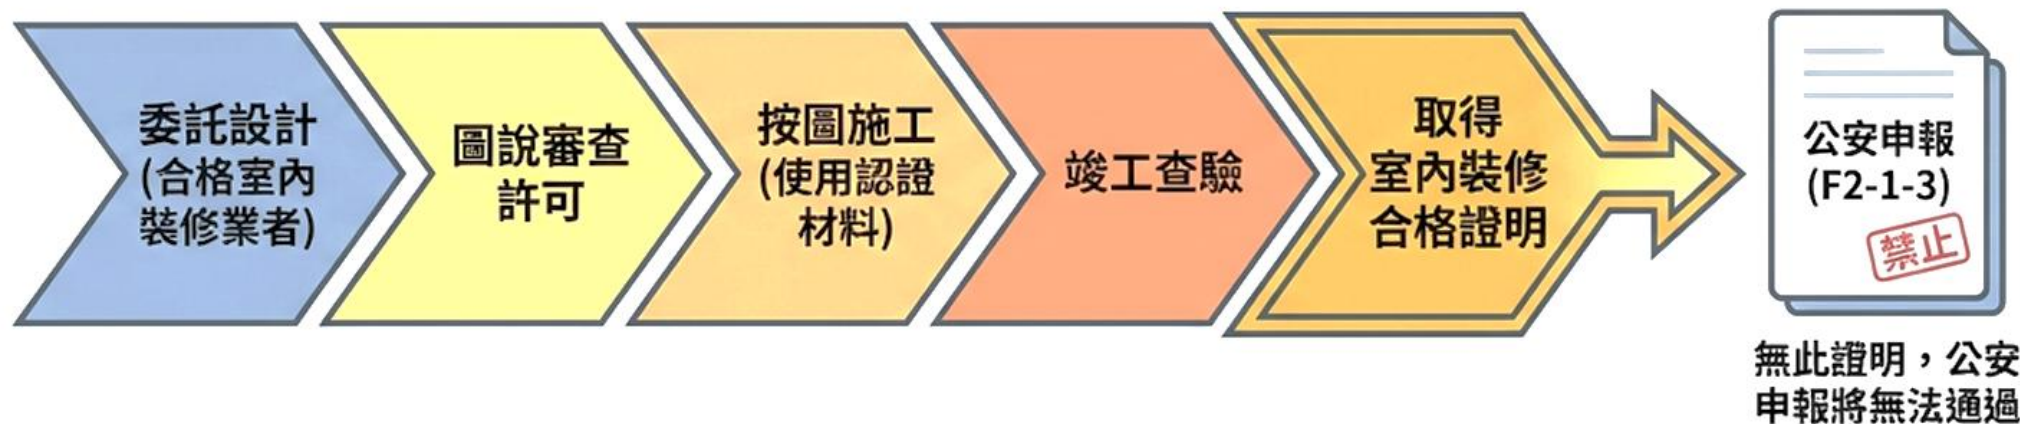 委託設計
(合格室內
裝修業者)
圖說審查
許可
按圖施工
(使用認證
材料)
竣工查驗
取得
室內裝修
合格證明
公安申報
(F2-1-3)
禁止
無此證明，公安
申報將無法通過